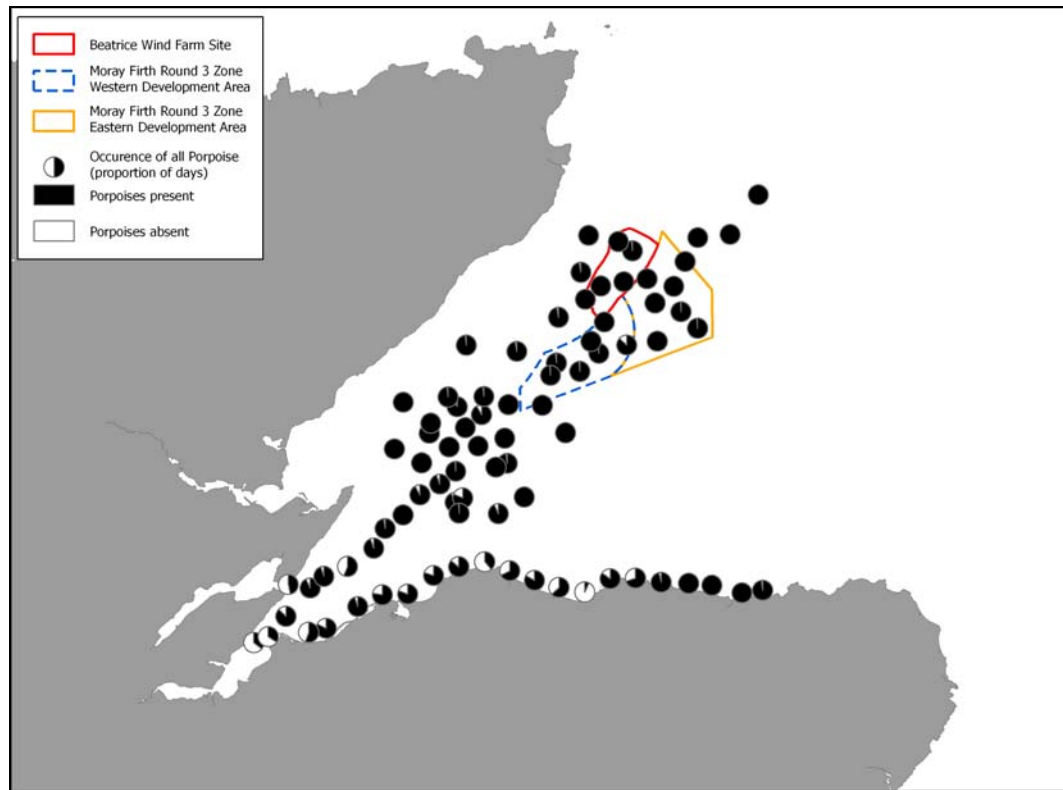 Beatrice Wind Farm Site
Moray Firth Round 3 Zone
Western Development Area
Moray Firth Round 3 Zone
Eastern Development Area
Occurence of all Porpoise
(proportion of days)
Porpoises present
Porpoises absent